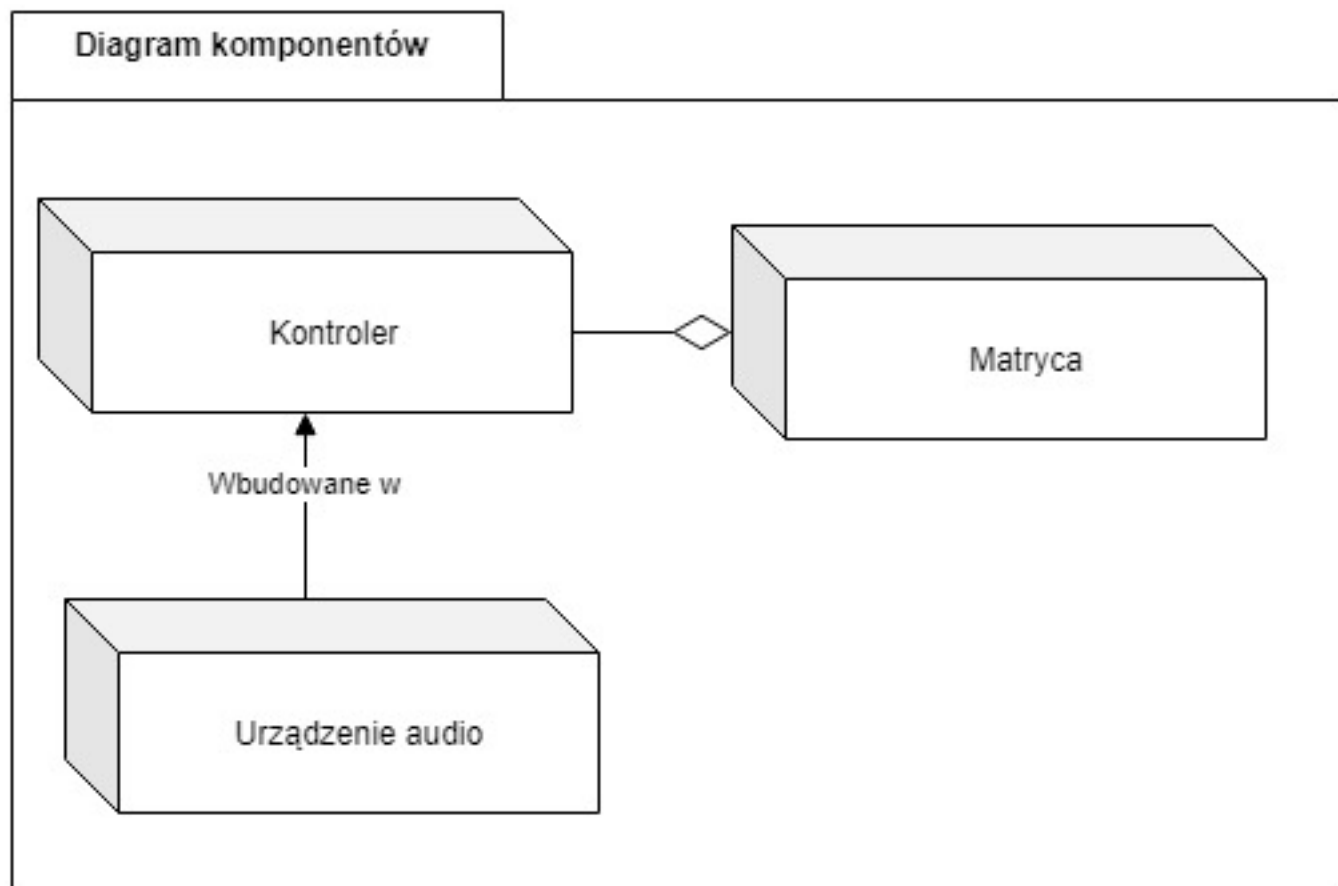 Diagram komponentów
Kontroler
Matryca
Wbudowane w
Urządzenie audio